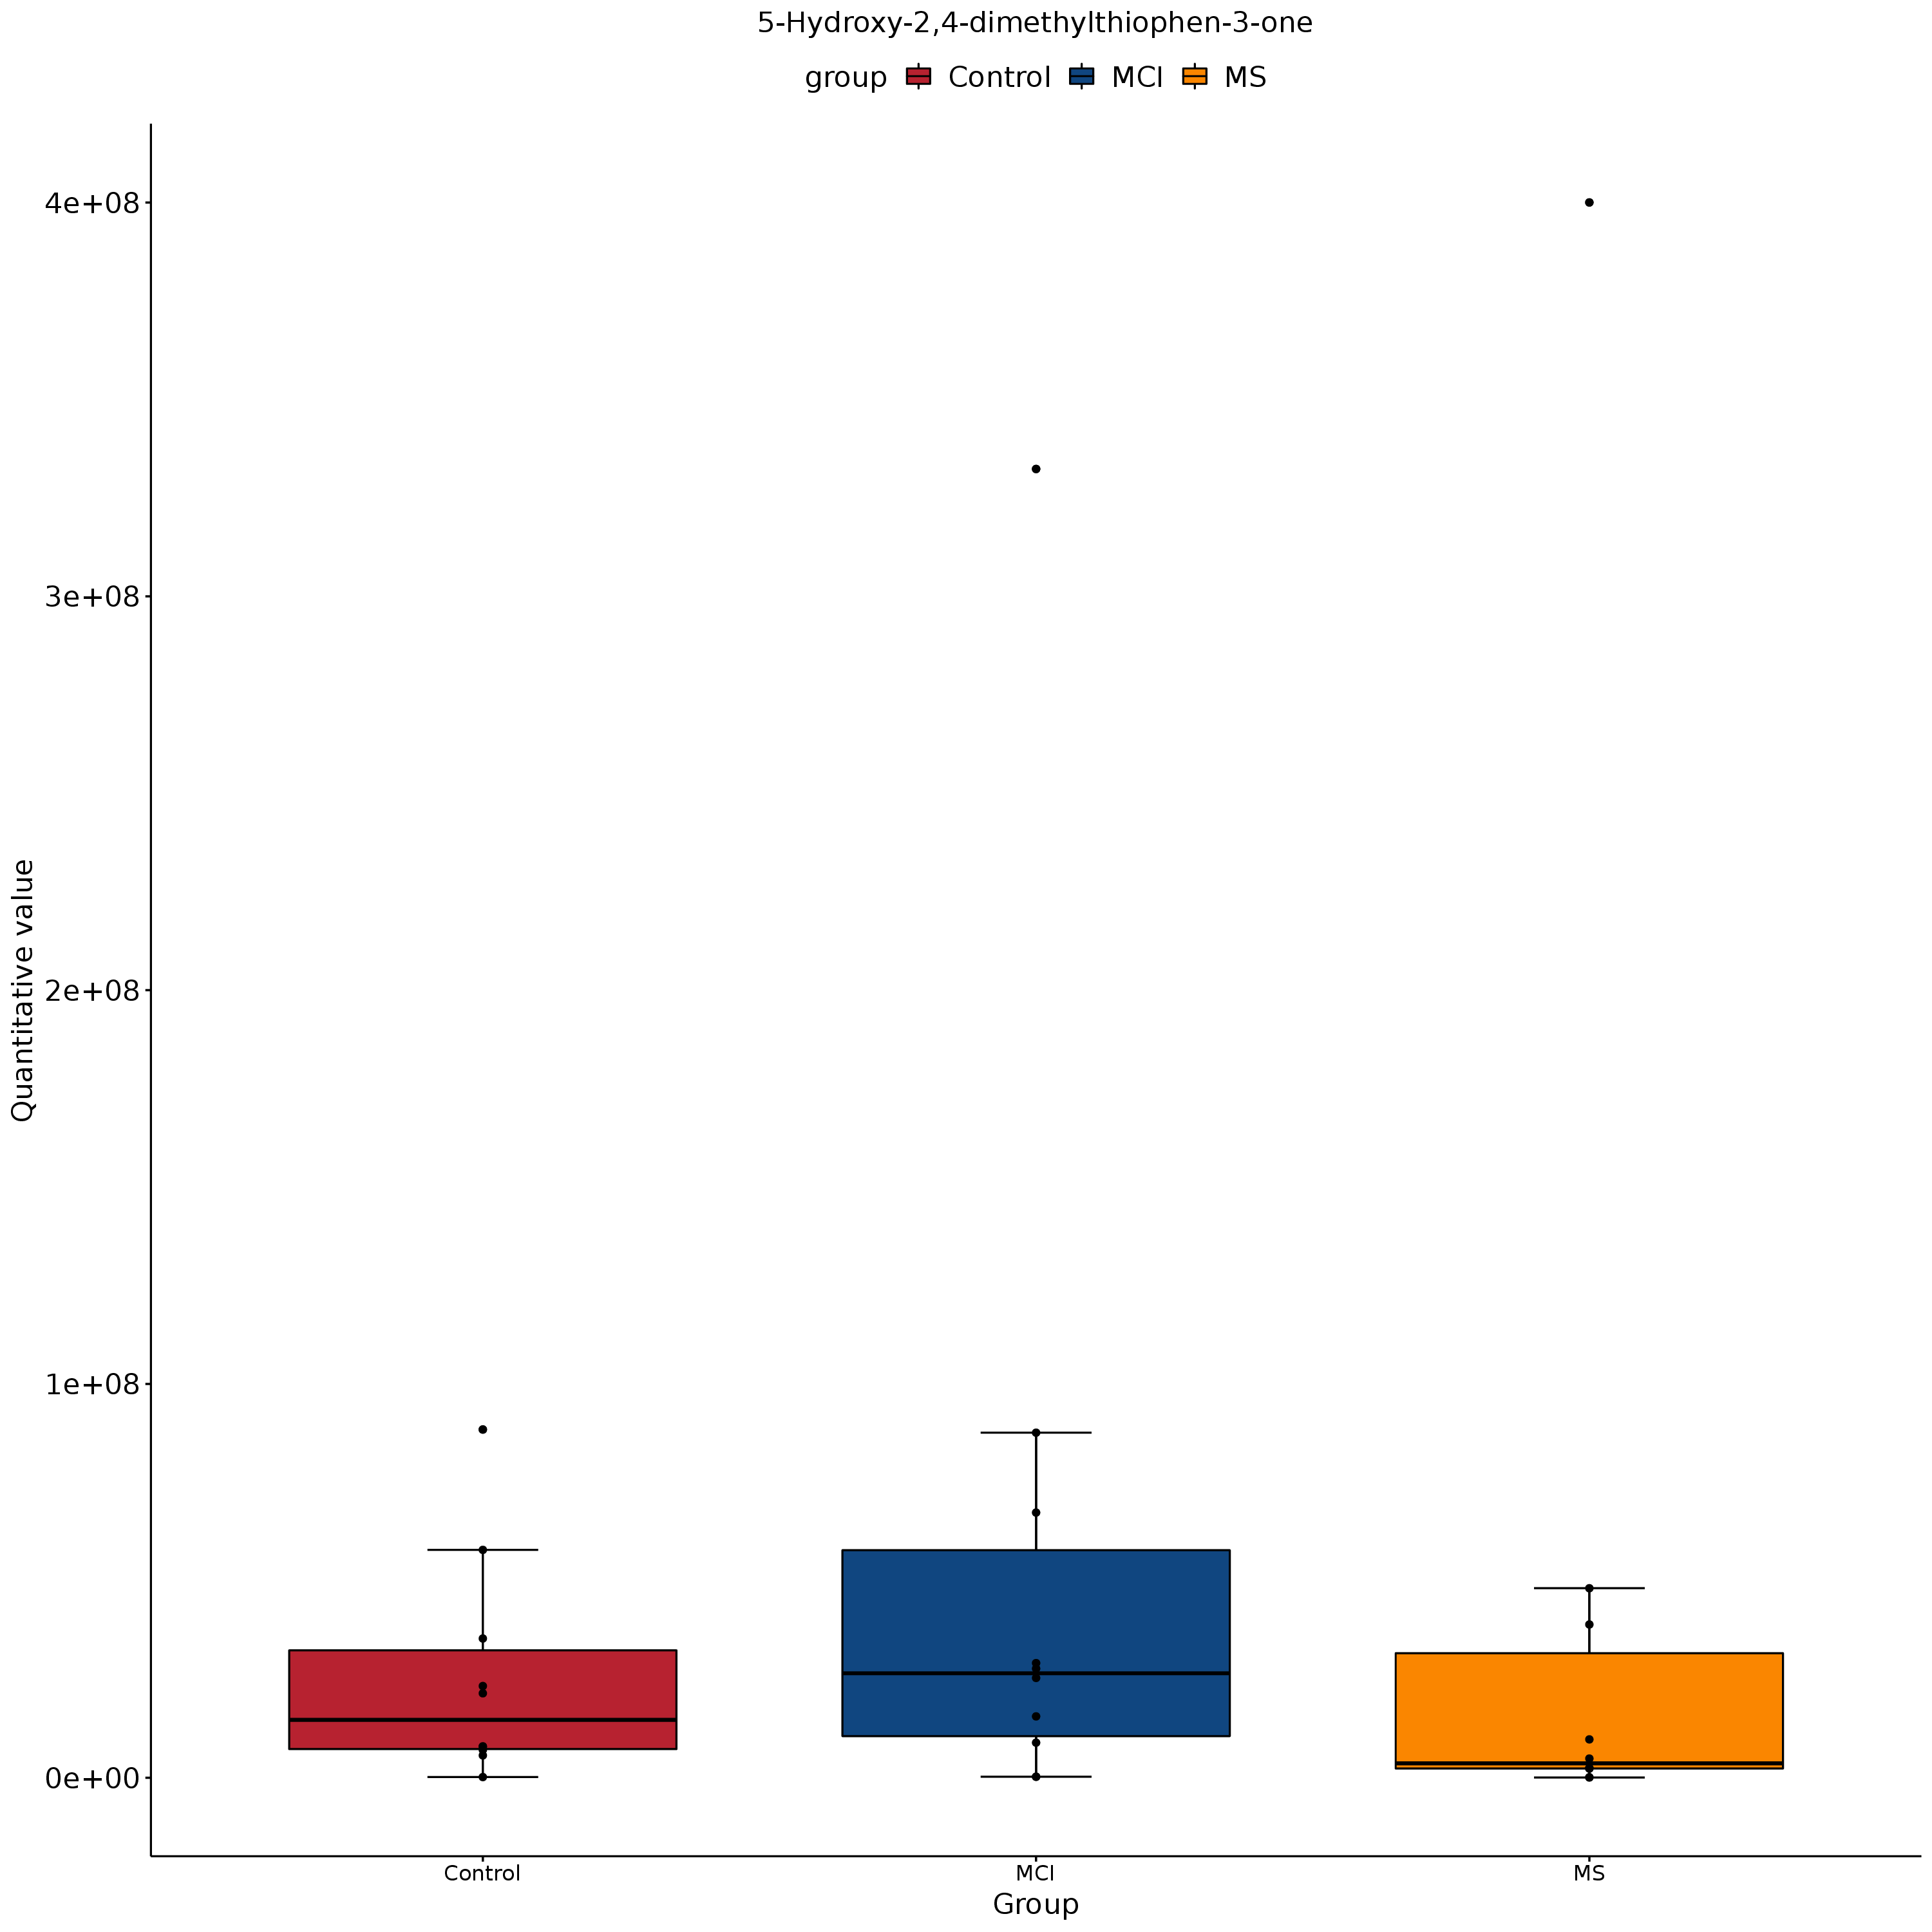 5-Hydroxy-2,4-dimethylthiophen-3-one
group Control MCI MS
4e+08
3e+08
2e+08
1e+08
0e+00
Quantitative value
Control MCI MS
Group